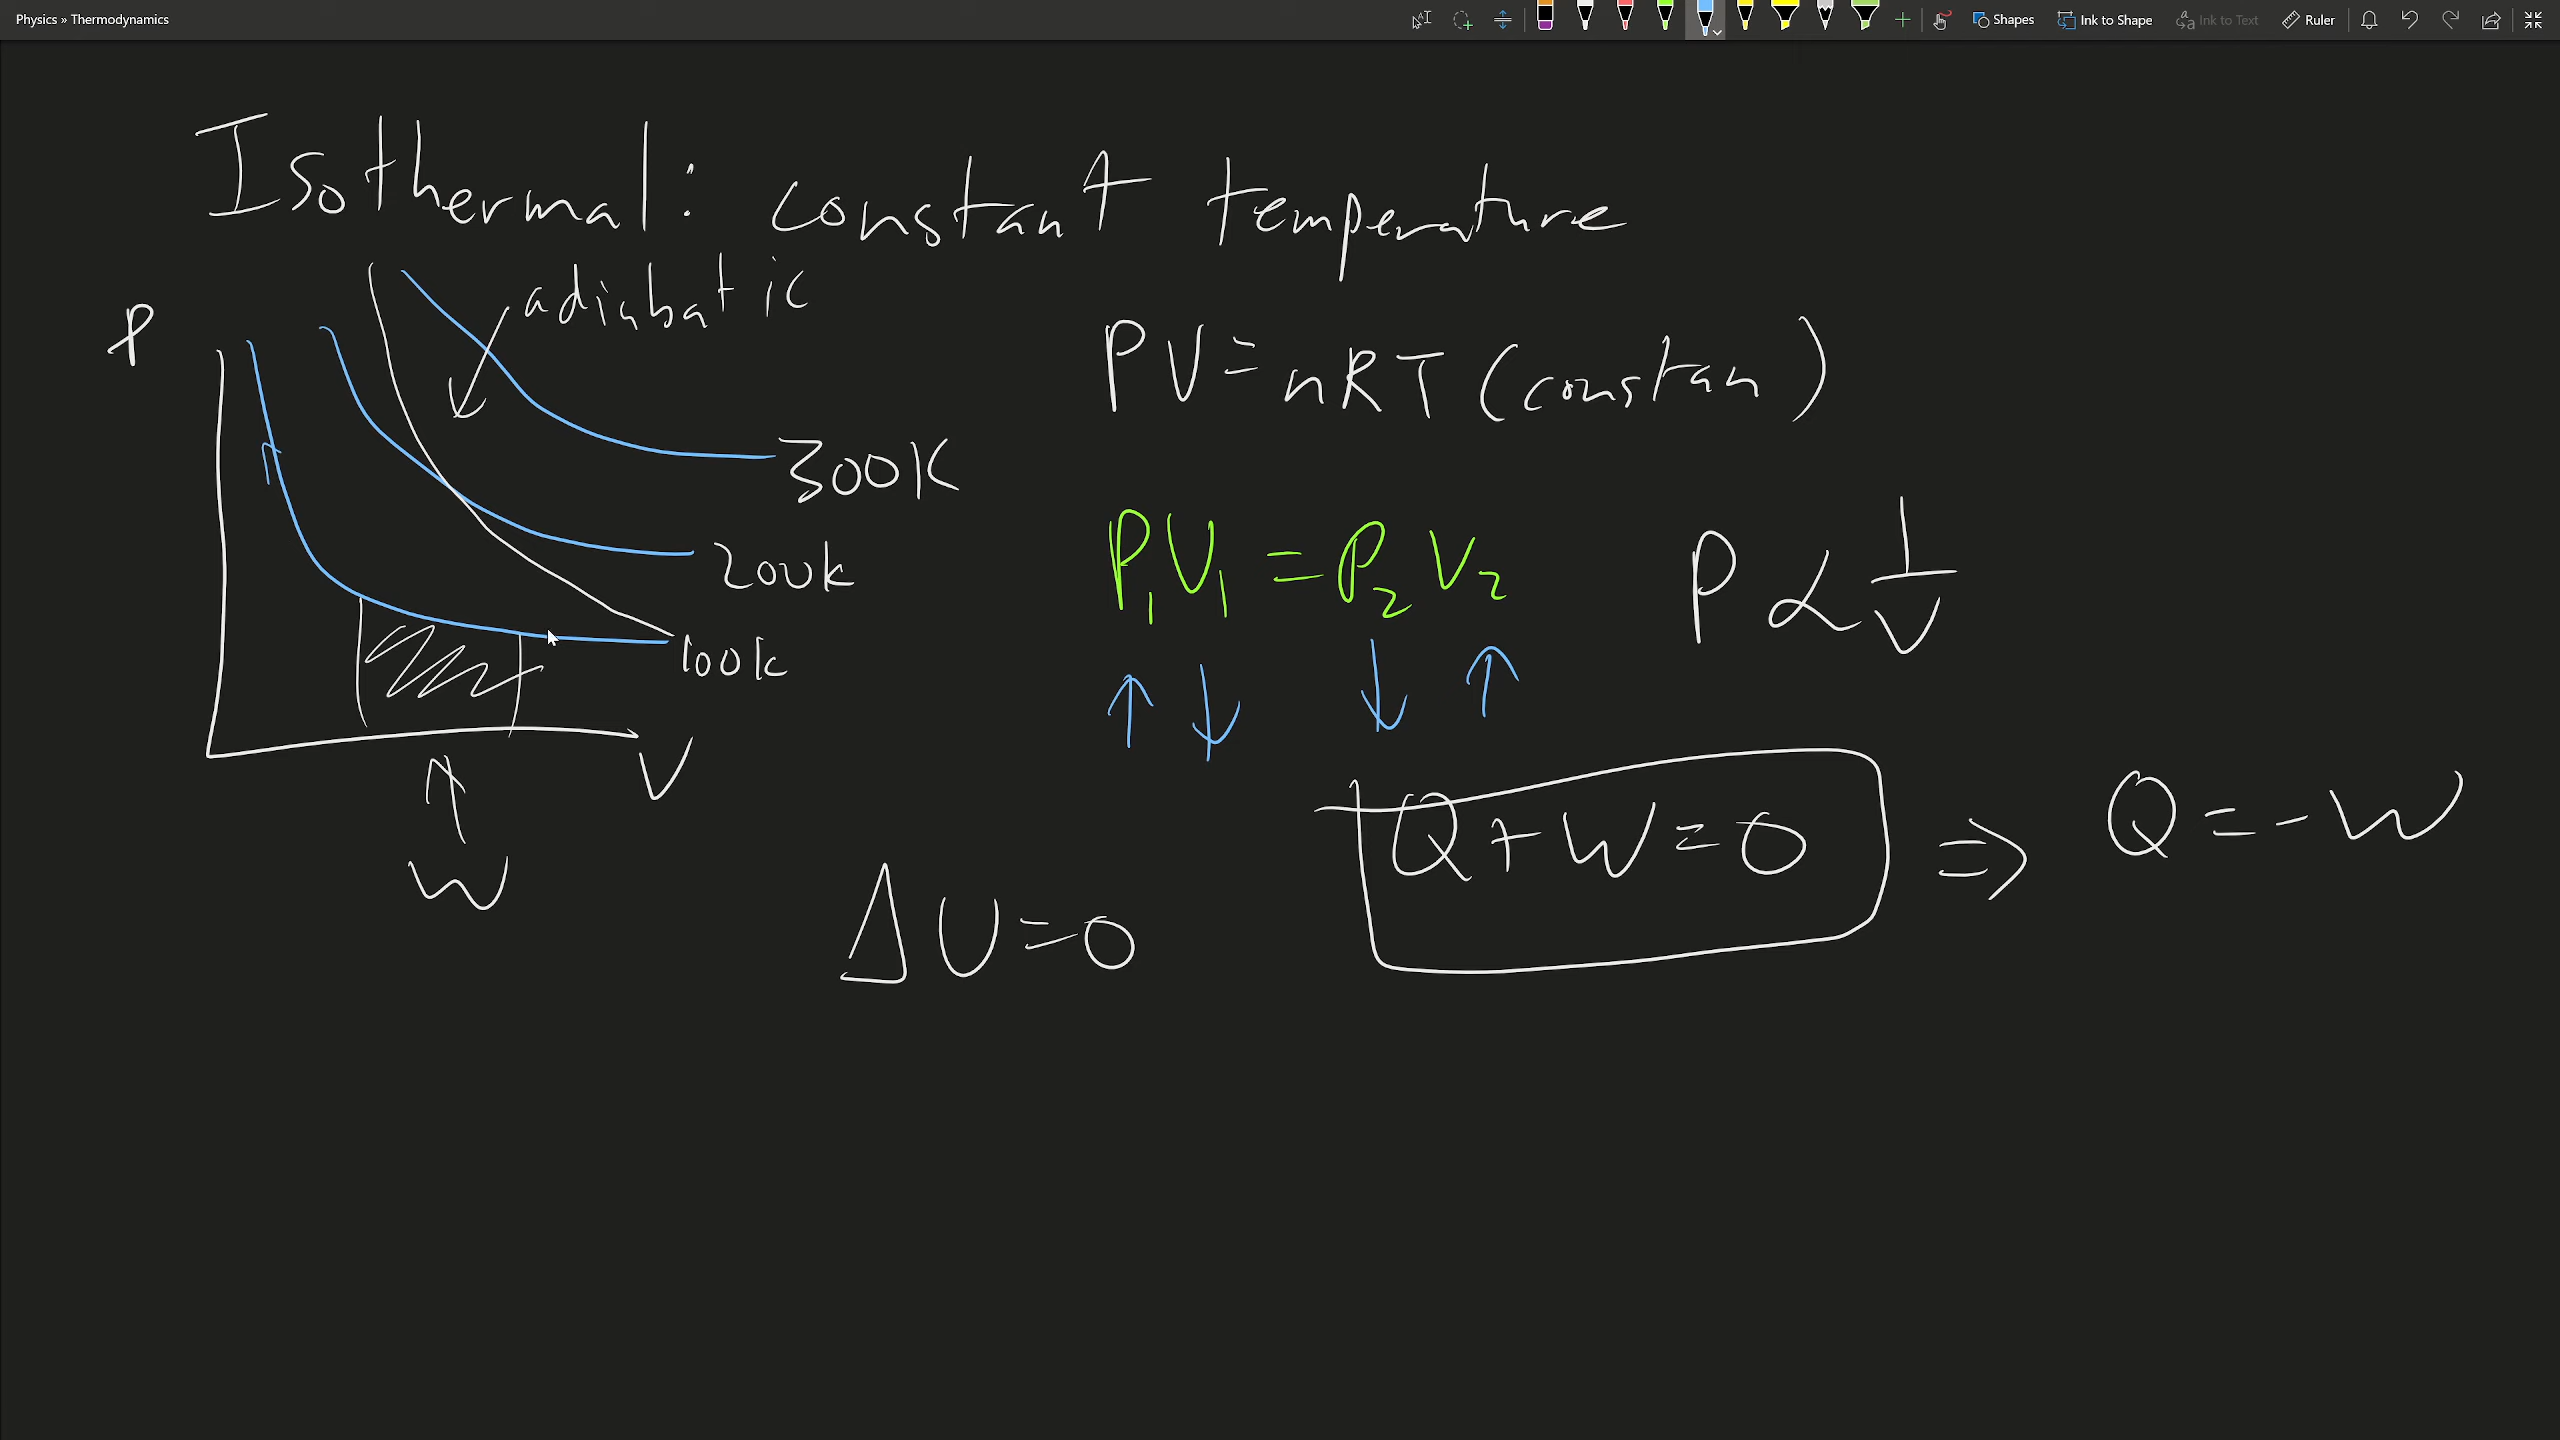 Physics » Thermodynamics
Shapes Ink to Shape Ink to Text Ruler
Isothermal: constant temperature
adiabatic
P
PV = nRT (constan)
300K
P₁V₁ = P₂V₂
P ∝ 1/V
200k
100k
V
Q + W = 0 ⇒ Q = -W
W
ΔU = 0